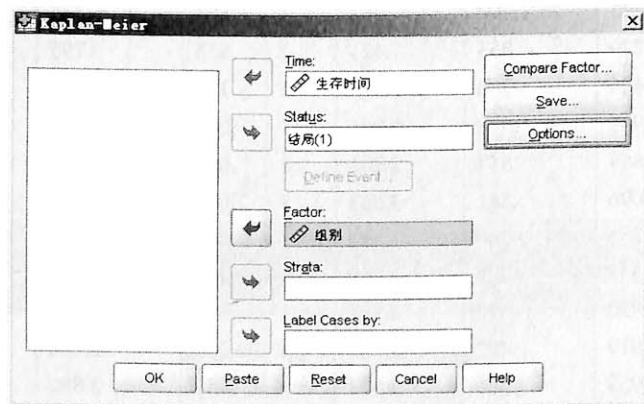 Kaplan-Meier
Time:
生存时间
Status:
结局(1)
Define Event...
Factor:
组别
Strata:
Label Cases by:
Compare Factor...
Save...
Options...
OK
Paste
Reset
Cancel
Help